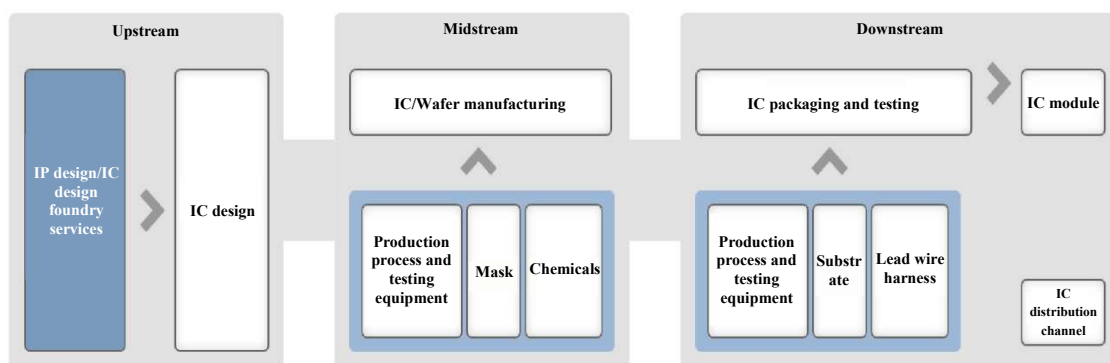 Upstream
Midstream
Downstream
IP design/IC
design
foundry
services
IC design
IC/Wafer manufacturing
Production
process and
testing
equipment
Mask
Chemicals
IC packaging and testing
Production
process and
testing
equipment
Substr
ate
Lead wire
harness
IC module
IC
distribution
channel